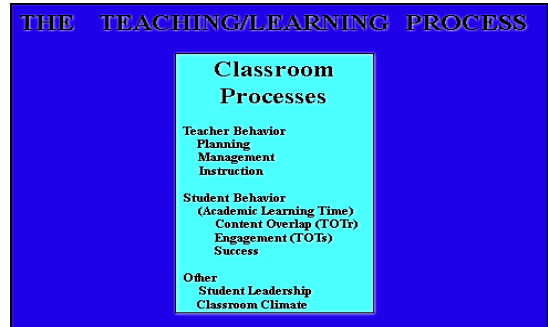 THE TEACHING/LEARNING PROCESS
Classroom
Processes
Teacher Behavior
Planning
Management
Instruction
Student Behavior
(Academic Learning Time)
Content Overlap (TOTr)
Engagement (TOTs)
Success
Other
Student Leadership
Classroom Climate